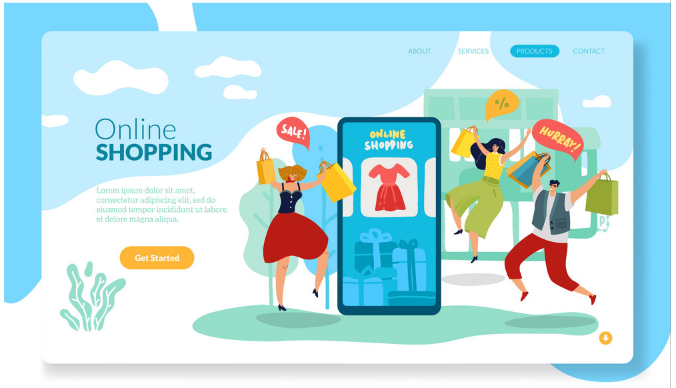 ABOUT
SERVICES
PRODUCTS
CONTACT
Online
SHOPPING
Lorem ipsum dolor sit amet,
consectetur adipiscing elit, sed do
eiusmod tempor incididunt ut labore
et dolore magna aliqua.
Get Started
SALE!
ONLINE
SHOPPING
%
HURRAY!